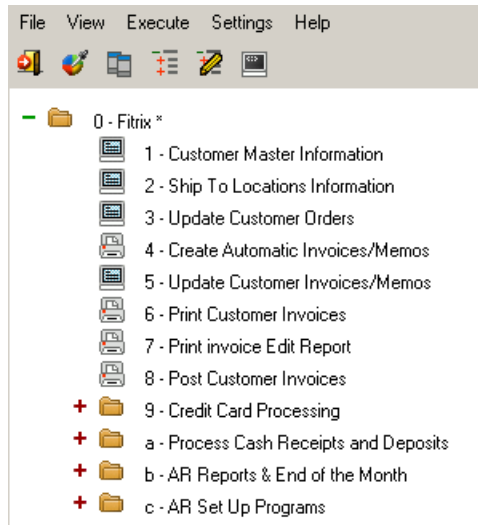 File View Execute Settings Help
0 - Fitrix *
1 - Customer Master Information
2 - Ship To Locations Information
3 - Update Customer Orders
4 - Create Automatic Invoices/Memos
5 - Update Customer Invoices/Memos
6 - Print Customer Invoices
7 - Print invoice Edit Report
8 - Post Customer Invoices
9 - Credit Card Processing
a - Process Cash Receipts and Deposits
b - AR Reports & End of the Month
c - AR Set Up Programs